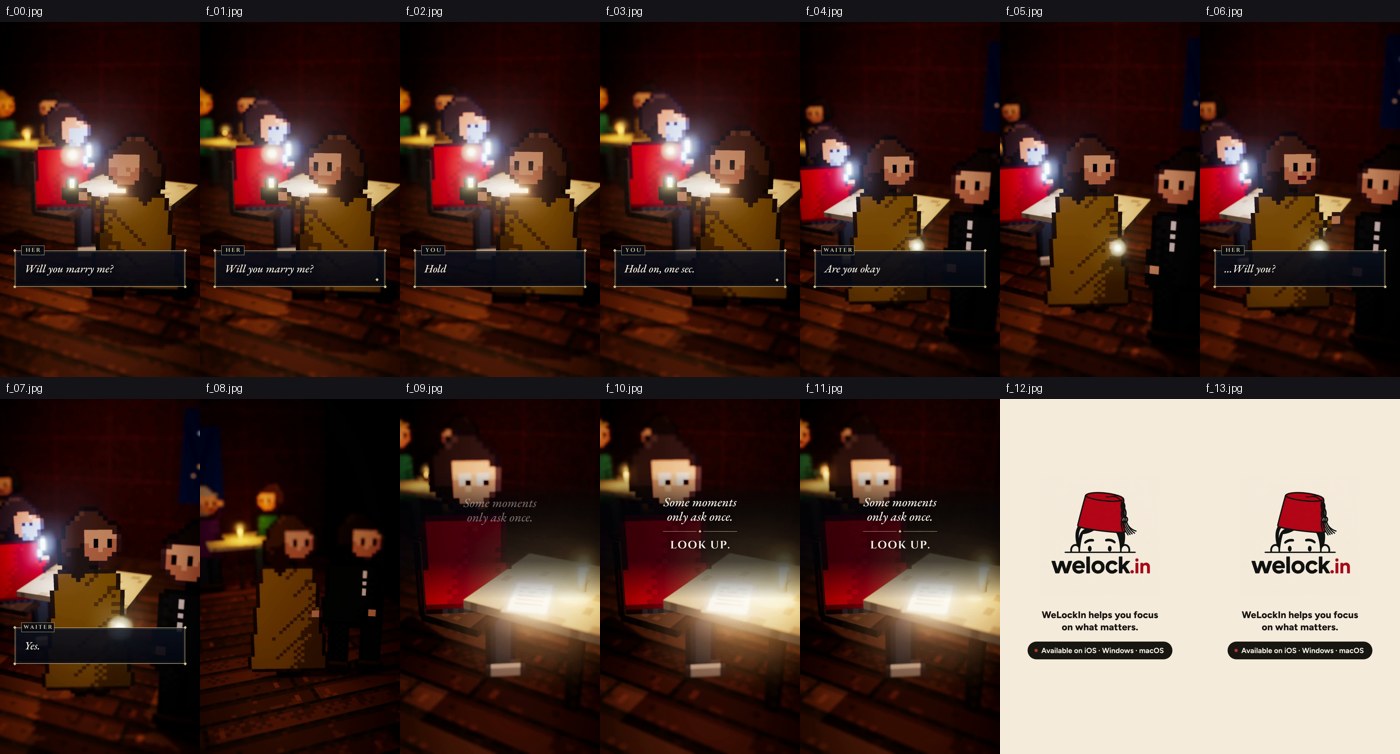 f_00.jpg
f_01.jpg
f_02.jpg
f_03.jpg
f_04.jpg
f_05.jpg
f_06.jpg
HER
Will you marry me?
HER
Will you marry me?
YOU
Hold
YOU
Hold on, one sec.
WAITER
Are you okay
HER
...Will you?
f_07.jpg
f_08.jpg
f_09.jpg
f_10.jpg
f_11.jpg
f_12.jpg
f_13.jpg
WAITER
Yes.
Some moments
only ask once.
Some moments
only ask once.
LOOK UP.
Some moments
only ask once.
LOOK UP.
welock.in
WeLockIn helps you focus
on what matters.
Available on iOS · Windows · macOS
welock.in
WeLockIn helps you focus
on what matters.
Available on iOS · Windows · macOS